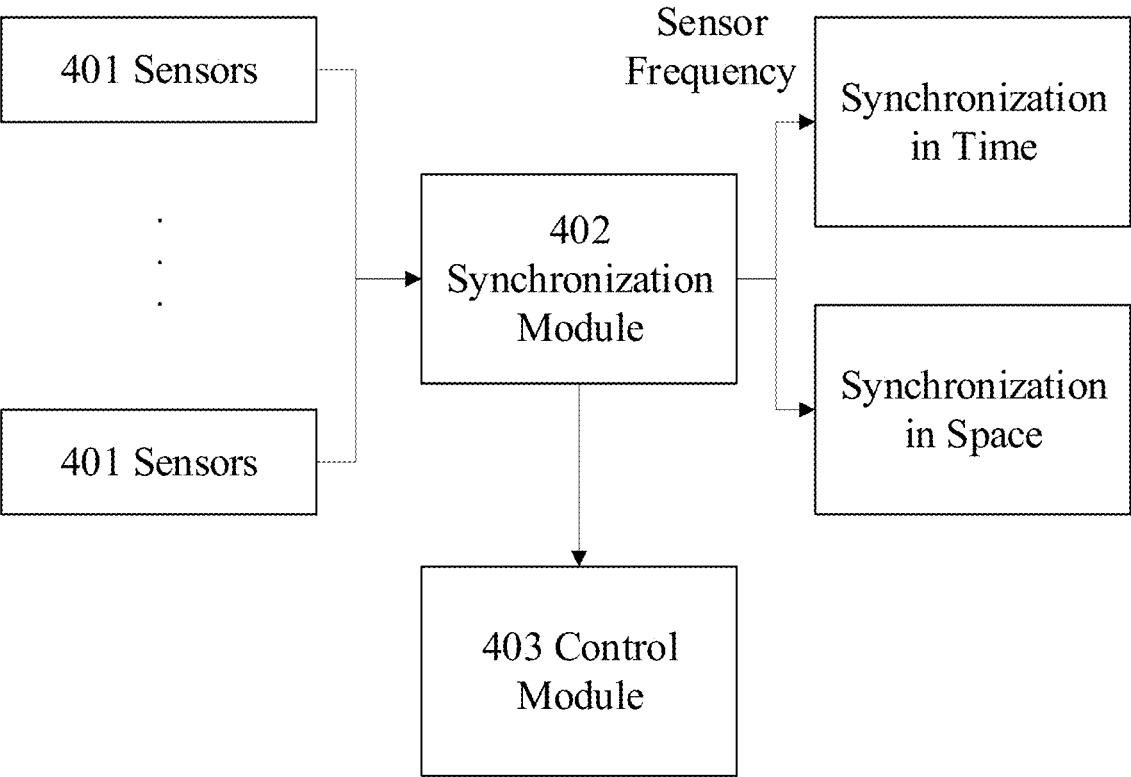 401 Sensors
Sensor
Frequency
Synchronization
in Time
402
Synchronization
Module
Synchronization
in Space
401 Sensors
403 Control
Module